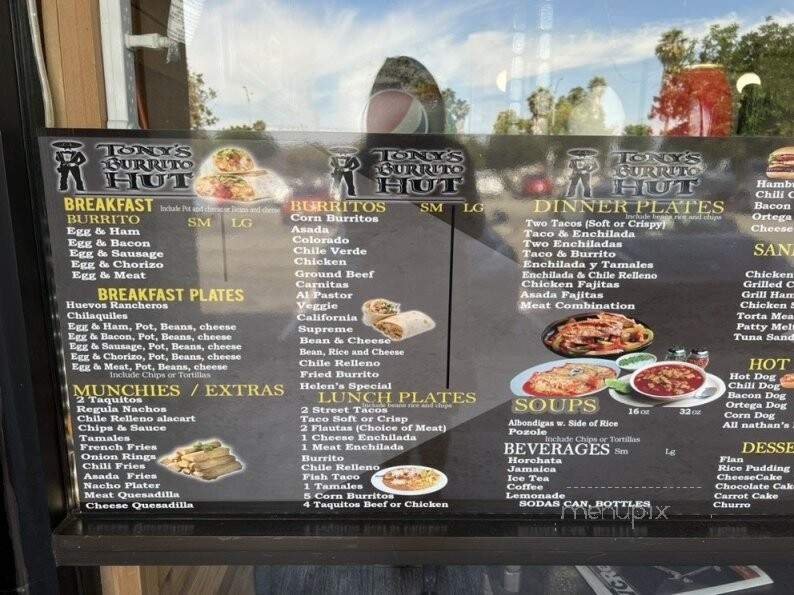 TONY'S
BURRITO
HUT
BREAKFAST Include Pot and cheese or Beans and cheese
BURRITO SM LG
Egg & Ham
Egg & Bacon
Egg & Sausage
Egg & Chorizo
Egg & Meat
BREAKFAST PLATES
Huevos Rancheros
Chilaquiles
Egg & Ham, Pot, Beans, cheese
Egg & Bacon, Pot, Beans, cheese
Egg & Sausage, Pot, Beans, cheese
Egg & Chorizo, Pot, Beans, cheese
Egg & Meat, Pot, Beans, cheese
Include Chips or Tortillas
MUNCHIES / EXTRAS
2 Taquitos
Regula Nachos
Chile Relleno alacart
Chips & Sauce
Tamales
French Fries
Onion Rings
Chili Fries
Asada Fries
Nacho Plater
Meat Quesadilla
Cheese Quesadilla
TONY'S
BURRITO
HUT
BURRITOS SM LG
Corn Burritos
Asada
Colorado
Chile Verde
Chicken
Ground Beef
Carnitas
Al Pastor
Veggie
California
Supreme
Bean & Cheese
Bean, Rice and Cheese
Chile Relleno
Fried Burrito
Helen's Special
LUNCH PLATES
Include beans rice and chips
2 Street Tacos
Taco Soft or Crisp
2 Flautas (Choice of Meat)
1 Cheese Enchilada
1 Meat Enchilada
Burrito
Chile Relleno
Fish Taco
1 Tamales
5 Corn Burritos
4 Taquitos Beef or Chicken
TONY'S
BURRITO
HUT
DINNER PLATES
Include beans rice and chips
Two Tacos (Soft or Crispy)
Taco & Enchilada
Two Enchiladas
Taco & Burrito
Enchilada y Tamales
Enchilada & Chile Relleno
Chicken Fajitas
Asada Fajitas
Meat Combination
SOUPS 16 oz 32 oz
Albondigas w. Side of Rice
Pozole
Include Chips or Tortillas
BEVERAGES Sm Lg
Horchata
Jamaica
Ice Tea
Coffee
Lemonade
SODAS CAN, BOTTLES
Hambu
Chili C
Bacon
Ortega
Cheese
SAN
Chicken
Grilled C
Grill Ham
Chicken S
Torta Mea
Patty Mel
Tuna Sand
HOT
Hot Dog
Chili Dog
Bacon Dog
Ortega Dog
Corn Dog
All nathan's
DESSE
Flan
Rice Pudding
CheeseCake
Chocolate Cak
Carrot Cake
Churro
menupix